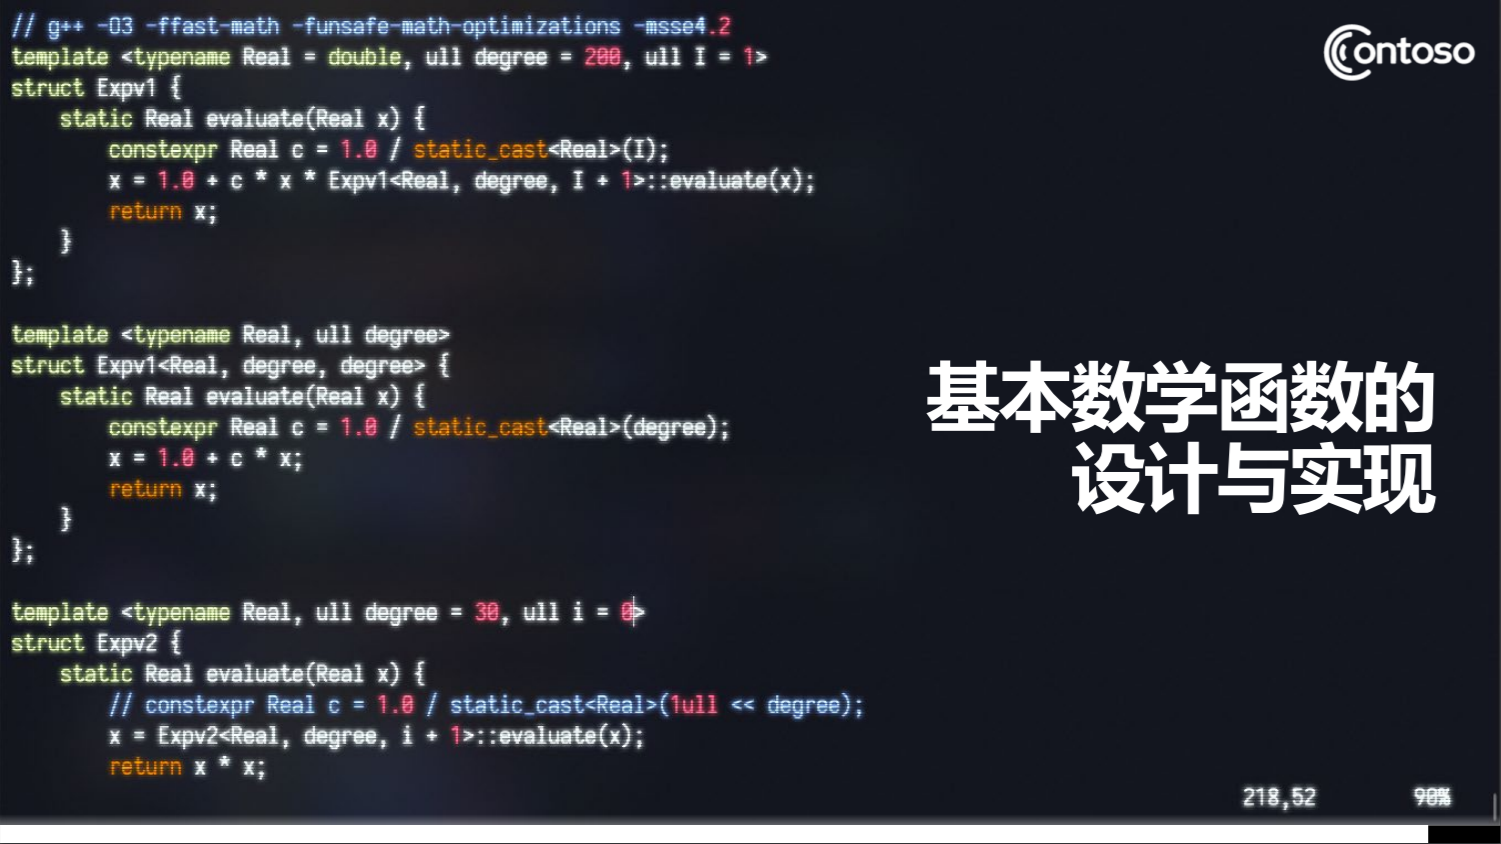 // g++ -O3 -ffast-math -funsafe-math-optimizations -msse4.2
template <typename Real = double, ull degree = 200, ull I = 1>
struct Expv1 {
    static Real evaluate(Real x) {
        constexpr Real c = 1.0 / static_cast<Real>(I);
        x = 1.0 + c * x * Expv1<Real, degree, I + 1>::evaluate(x);
        return x;
    }
};
template <typename Real, ull degree>
struct Expv1<Real, degree, degree> {
    static Real evaluate(Real x) {
        constexpr Real c = 1.0 / static_cast<Real>(degree);
        x = 1.0 + c * x;
        return x;
    }
};
template <typename Real, ull degree = 30, ull i = 0>
struct Expv2 {
    static Real evaluate(Real x) {
        // constexpr Real c = 1.0 / static_cast<Real>(1ull << degree);
        x = Expv2<Real, degree, i + 1>::evaluate(x);
        return x * x;
Contoso
基本数学函数的
设计与实现
218,52 90%